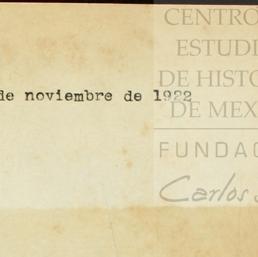 CENTRO
ESTUDI
DE HISTO
DE MEX
de noviembre de 1922
FUNDAC
Carlos